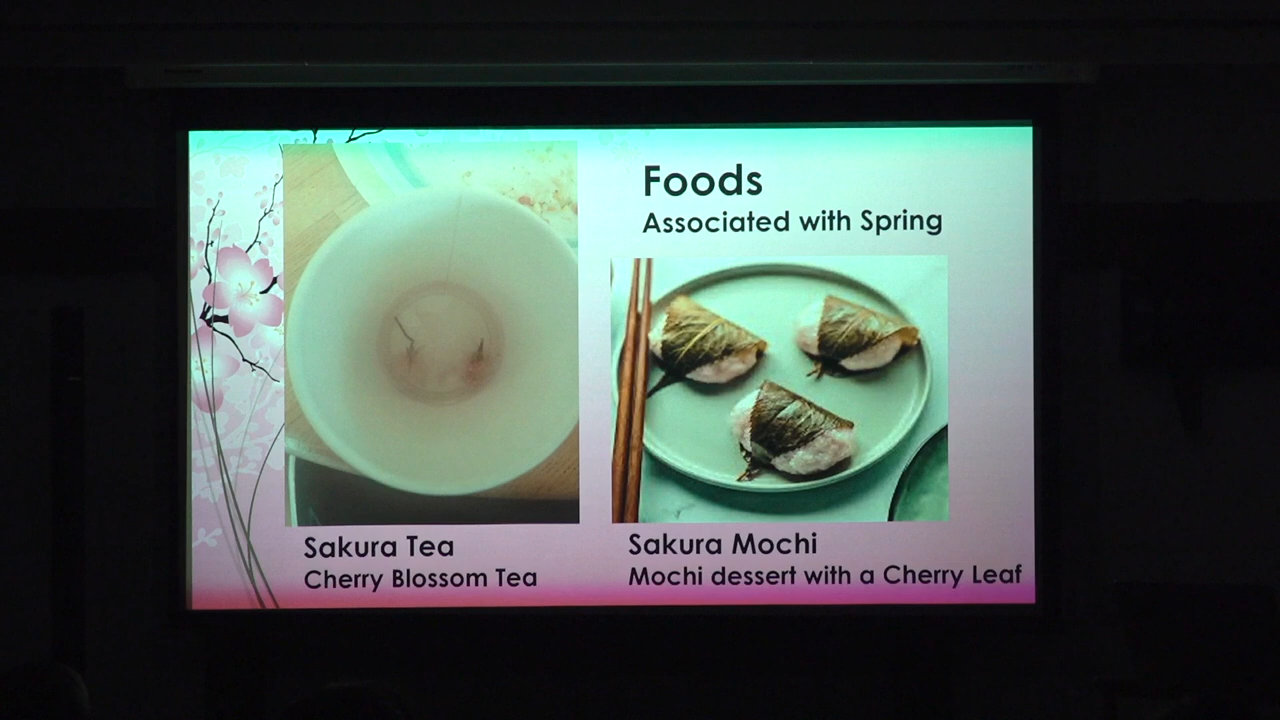 Foods
Associated with Spring
Sakura Tea
Cherry Blossom Tea
Sakura Mochi
Mochi dessert with a Cherry Leaf